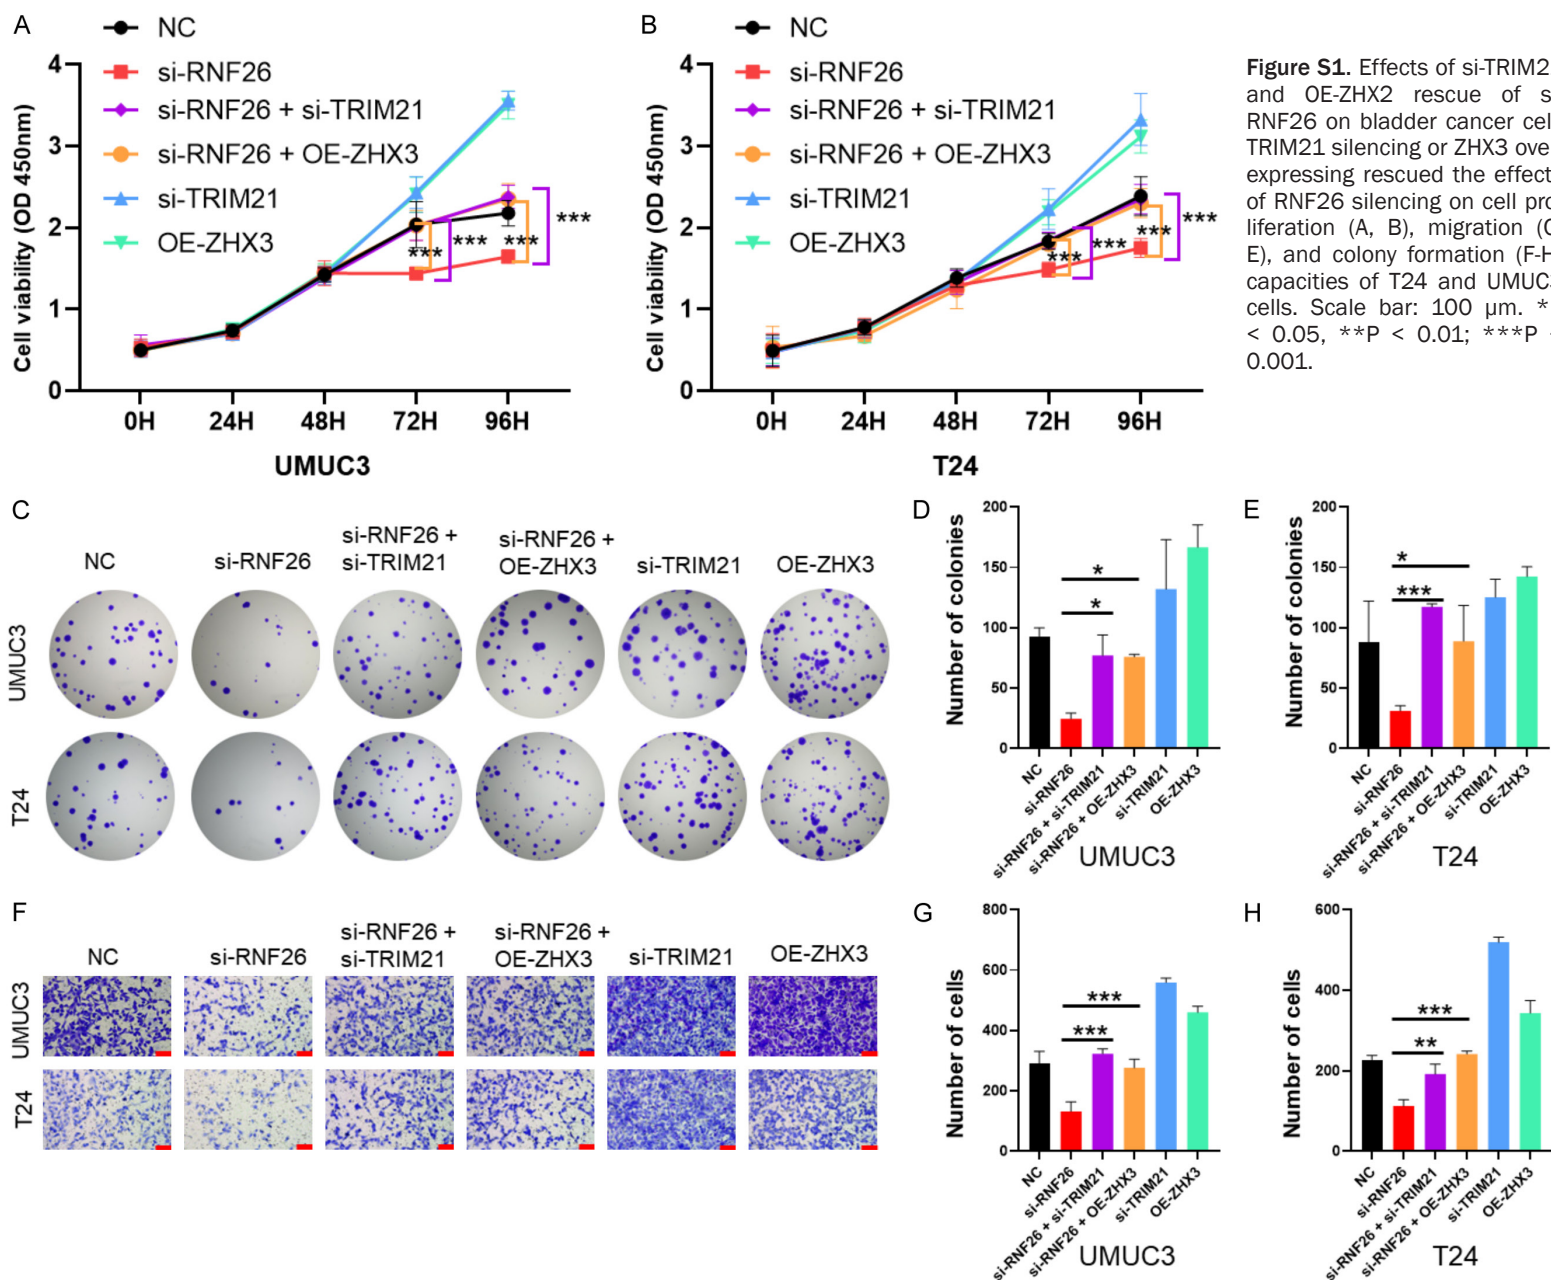 A
NC
si-RNF26
si-RNF26 + si-TRIM21
si-RNF26 + OE-ZHX3
si-TRIM21
OE-ZHX3
Cell viability (OD 450nm)
4
3
2
1
0
0H 24H 48H 72H 96H
*** *** *** ***
UMUC3
B
NC
si-RNF26
si-RNF26 + si-TRIM21
si-RNF26 + OE-ZHX3
si-TRIM21
OE-ZHX3
Cell viability (OD 450nm)
4
3
2
1
0
0H 24H 48H 72H 96H
*** *** *** ***
T24
Figure S1. Effects of si-TRIM2
and OE-ZHX2 rescue of s
RNF26 on bladder cancer cel
TRIM21 silencing or ZHX3 over
expressing rescued the effect
of RNF26 silencing on cell pro
liferation (A, B), migration (C
E), and colony formation (F-H
capacities of T24 and UMUC3
cells. Scale bar: 100 µm. *
< 0.05, **P < 0.01; ***P <
0.001.
C
NC
si-RNF26
si-RNF26 +
si-TRIM21
si-RNF26 +
OE-ZHX3
si-TRIM21
OE-ZHX3
UMUC3
T24
D
Number of colonies
200
150
100
50
0
*
*
NC
si-RNF26
si-RNF26 + si-TRIM21
si-RNF26 + OE-ZHX3
si-TRIM21
OE-ZHX3
UMUC3
E
Number of colonies
200
150
100
50
0
*
***
NC
si-RNF26
si-RNF26 + si-TRIM21
si-RNF26 + OE-ZHX3
si-TRIM21
OE-ZHX3
T24
F
NC
si-RNF26
si-RNF26 +
si-TRIM21
si-RNF26 +
OE-ZHX3
si-TRIM21
OE-ZHX3
UMUC3
T24
G
Number of cells
800
600
400
200
0
***
***
NC
si-RNF26
si-RNF26 + si-TRIM21
si-RNF26 + OE-ZHX3
si-TRIM21
OE-ZHX3
UMUC3
H
Number of cells
600
400
200
0
***
**
NC
si-RNF26
si-RNF26 + si-TRIM21
si-RNF26 + OE-ZHX3
si-TRIM21
OE-ZHX3
T24